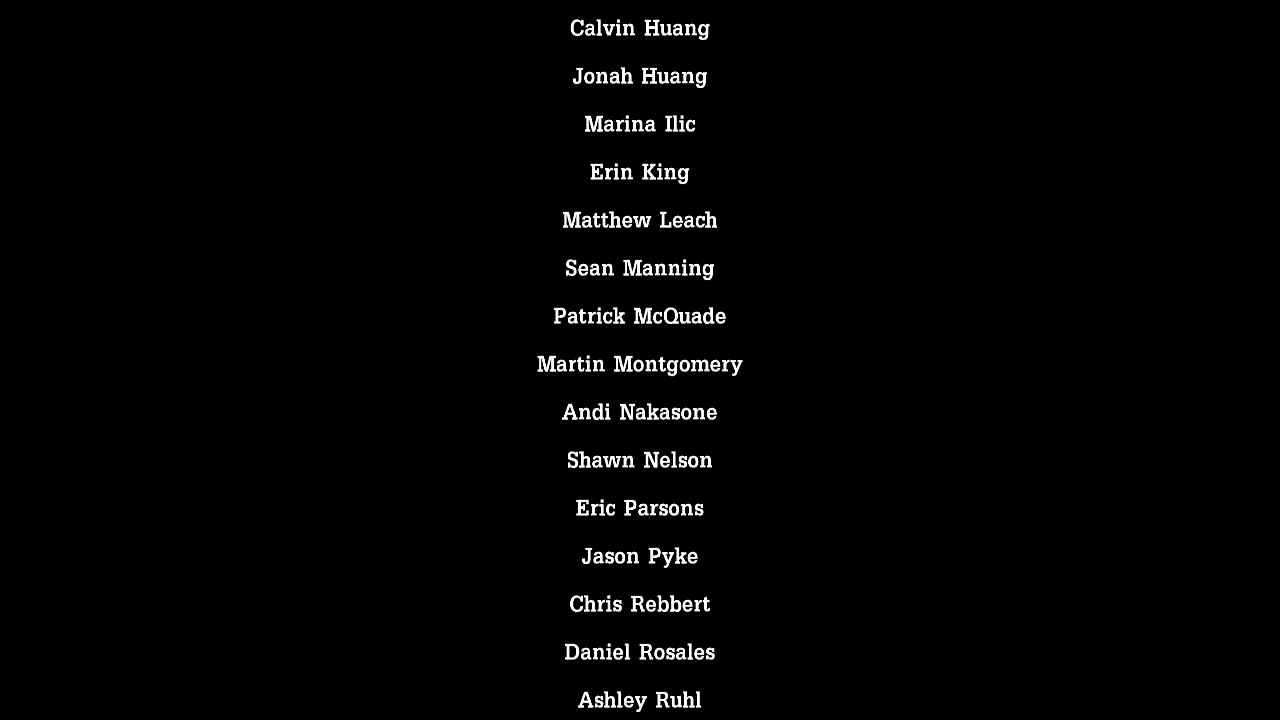 Calvin Huang
Jonah Huang
Marina Ilic
Erin King
Matthew Leach
Sean Manning
Patrick McQuade
Martin Montgomery
Andi Nakasone
Shawn Nelson
Eric Parsons
Jason Pyke
Chris Rebbert
Daniel Rosales
Ashley Ruhl